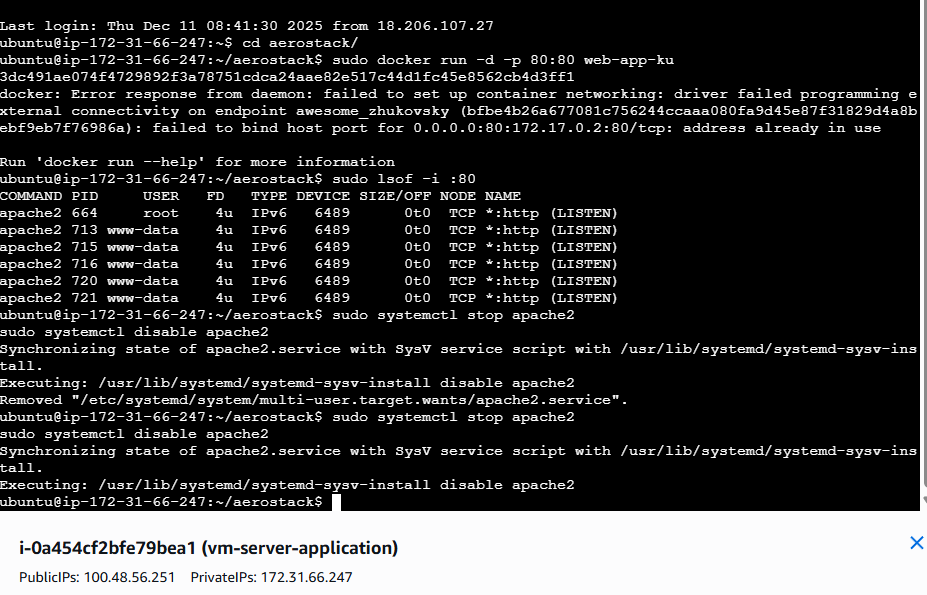 Last login: Thu Dec 11 08:41:30 2025 from 18.206.107.27
ubuntu@ip-172-31-66-247:~$ cd aerostack/
ubuntu@ip-172-31-66-247:~/aerostack$ sudo docker run -d -p 80:80 web-app-ku
3dc491ae074f4729892f3a78751cdca24aae82e517c44d1fc45e8562cb4d3ff1
docker: Error response from daemon: failed to set up container networking: driver failed programming e
xternal connectivity on endpoint awesome_zhukovsky (bfbe4b26a677081c756244ccaaa080fa9d45e87f31829d4a8b
ebf9eb7f76986a): failed to bind host port for 0.0.0.0:80:172.17.0.2:80/tcp: address already in use

Run 'docker run --help' for more information
ubuntu@ip-172-31-66-247:~/aerostack$ sudo lsof -i :80
COMMAND PID     USER   FD   TYPE DEVICE SIZE/OFF NODE NAME
apache2 664     root    4u  IPv6   6489      0t0  TCP *:http (LISTEN)
apache2 713 www-data    4u  IPv6   6489      0t0  TCP *:http (LISTEN)
apache2 715 www-data    4u  IPv6   6489      0t0  TCP *:http (LISTEN)
apache2 716 www-data    4u  IPv6   6489      0t0  TCP *:http (LISTEN)
apache2 720 www-data    4u  IPv6   6489      0t0  TCP *:http (LISTEN)
apache2 721 www-data    4u  IPv6   6489      0t0  TCP *:http (LISTEN)
ubuntu@ip-172-31-66-247:~/aerostack$ sudo systemctl stop apache2
sudo systemctl disable apache2
Synchronizing state of apache2.service with SysV service script with /usr/lib/systemd/systemd-sysv-ins
tall.
Executing: /usr/lib/systemd/systemd-sysv-install disable apache2
Removed "/etc/systemd/system/multi-user.target.wants/apache2.service".
ubuntu@ip-172-31-66-247:~/aerostack$ sudo systemctl stop apache2
sudo systemctl disable apache2
Synchronizing state of apache2.service with SysV service script with /usr/lib/systemd/systemd-sysv-ins
tall.
Executing: /usr/lib/systemd/systemd-sysv-install disable apache2
ubuntu@ip-172-31-66-247:~/aerostack$
i-0a454cf2bfe79bea1 (vm-server-application)
PublicIPs: 100.48.56.251 PrivateIPs: 172.31.66.247